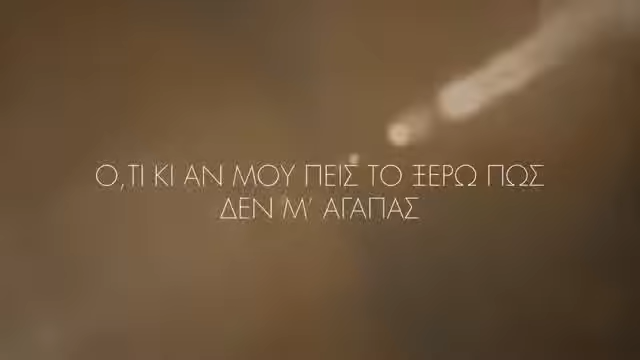 Ο,ΤΙ ΚΙ ΑΝ ΜΟΥ ΠΕΙΣ ΤΟ ΞΕΡΩ ΠΩΣ
ΔΕΝ Μ' ΑΓΑΠΑΣ